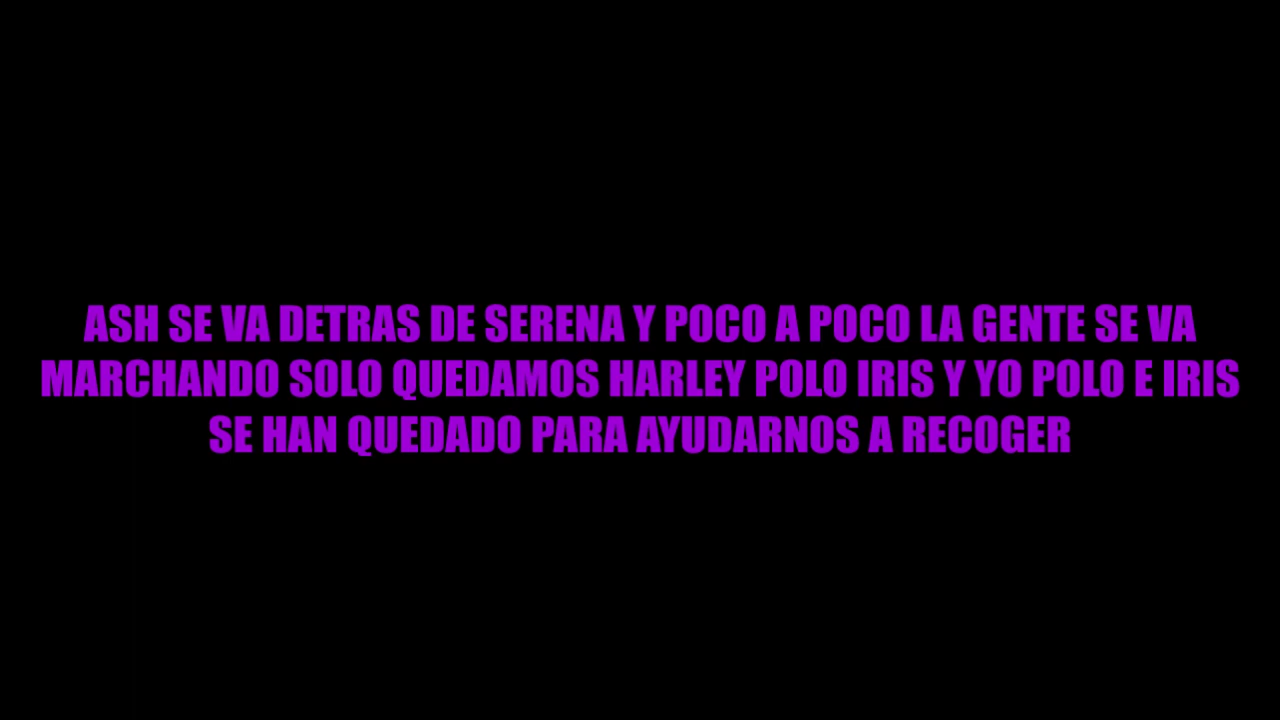 ASH SE VA DETRAS DE SERENA Y POCO A POCO LA GENTE SE VA
MARCHANDO SOLO QUEDAMOS HARLEY POLO IRIS Y YO POLO E IRIS
SE HAN QUEDADO PARA AYUDARNOS A RECOGER